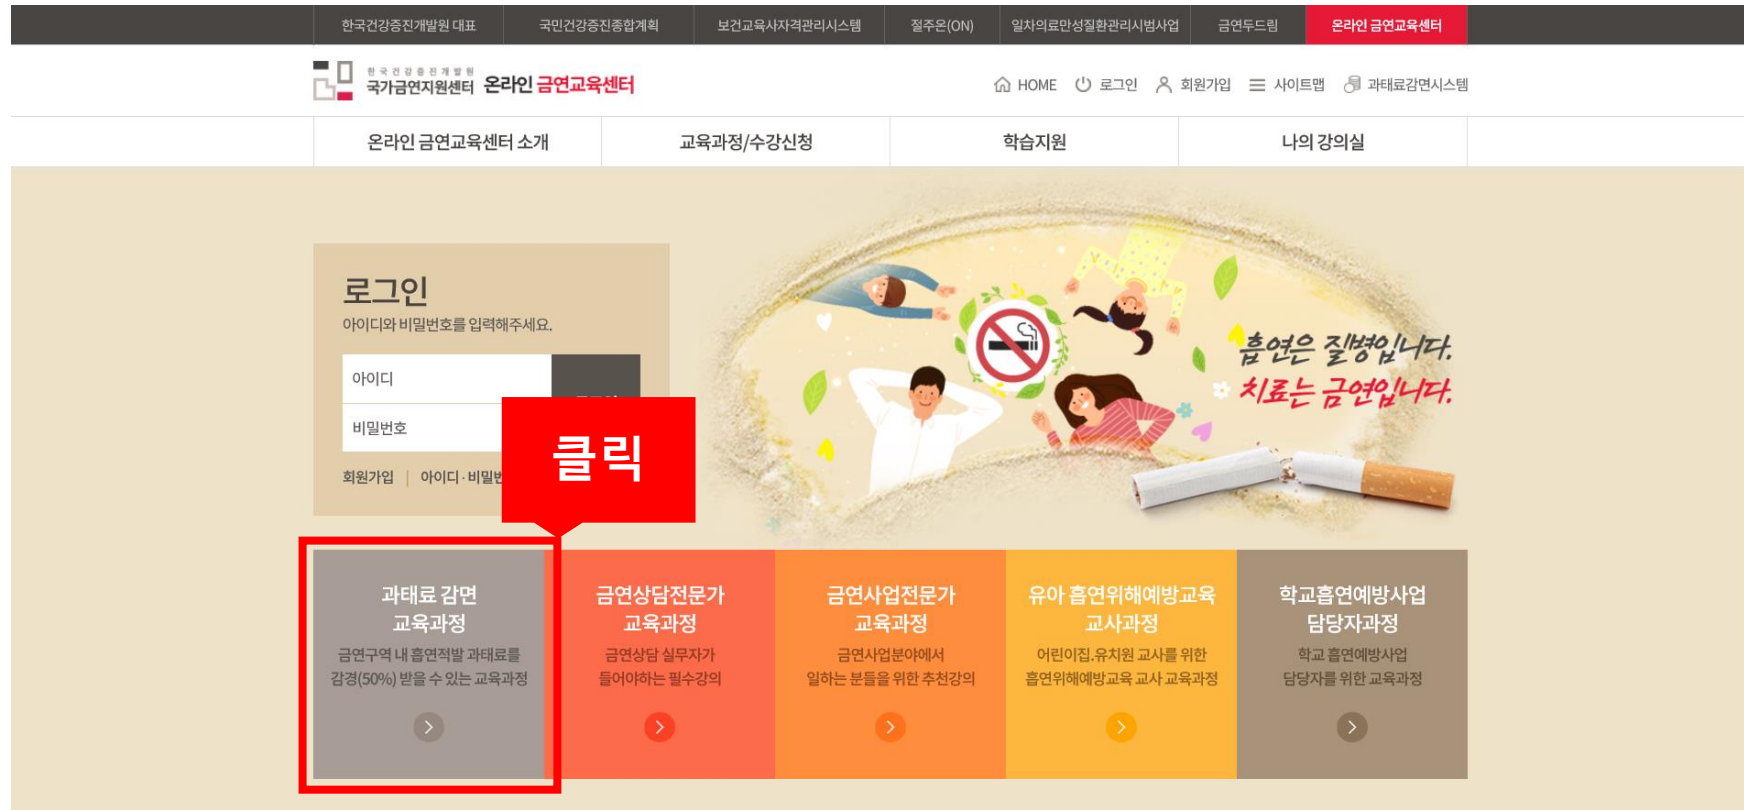 한국건강증진개발원 대표 국민건강증진종합계획 보건교육사자격관리시스템 절주온(ON) 일차의료만성질환관리시범사업 금연두드림 온라인 금연교육센터
한국건강증진개발원
국가금연지원센터 온라인 금연교육센터
HOME 로그인 회원가입 사이트맵 과태료감면시스템
온라인 금연교육센터 소개 교육과정/수강신청 학습지원 나의 강의실
로그인
아이디와 비밀번호를 입력해주세요.
아이디
비밀번호
회원가입 | 아이디 · 비밀번
클릭
흡연은 질병입니다.
치료는 금연입니다.
과태료 감면
교육과정
금연구역 내 흡연적발 과태료를
감경(50%) 받을 수 있는 교육과정
금연상담전문가
교육과정
금연상담 실무자가
들어야하는 필수강의
금연사업전문가
교육과정
금연사업분야에서
일하는 분들을 위한 추천강의
유아 흡연위해예방교육
교사과정
어린이집.유치원 교사를 위한
흡연위해예방교육 교사 교육과정
학교흡연예방사업
담당자과정
학교 흡연예방사업
담당자를 위한 교육과정